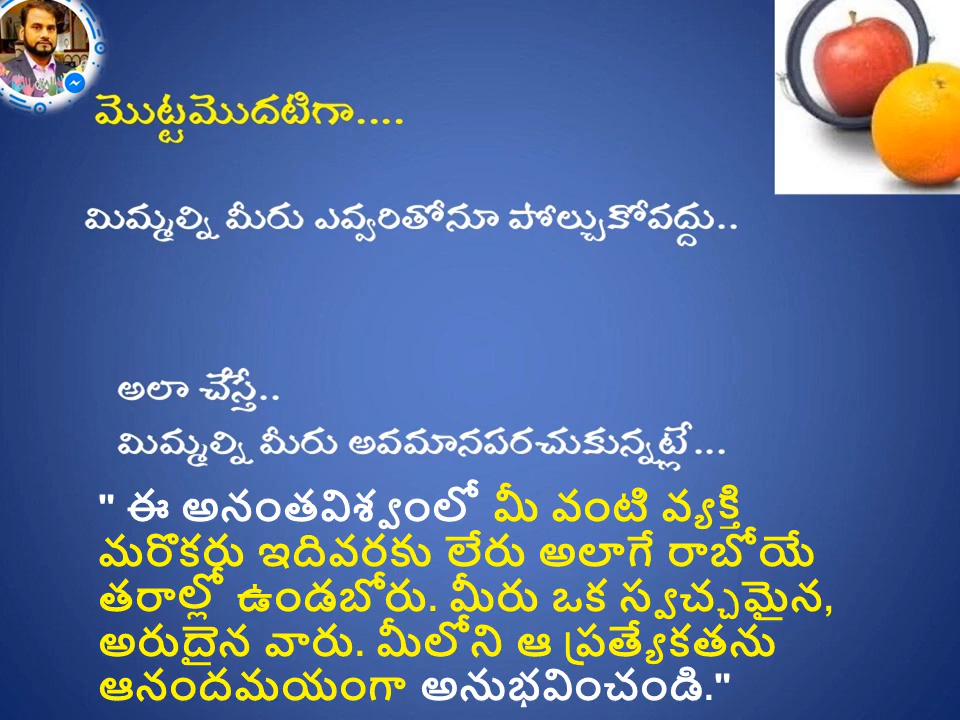 మొట్టమొదటిగా....
మిమ్మల్ని మీరు ఎవ్వరితోనూ పోల్చుకోవద్దు..
అలా చేస్తే..
మిమ్మల్ని మీరు అవమానపరచుకున్నట్లే...
" ఈ అనంతవిశ్వంలో మీ వంటి వ్యక్తి
మరొకరు ఇదివరకు లేరు అలాగే రాబోయే
తరాల్లో ఉండబోరు. మీరు ఒక స్వచ్చమైన,
అరుదైన వారు. మీలోని ఆ ప్రత్యేకతను
ఆనందమయంగా అనుభవించండి."